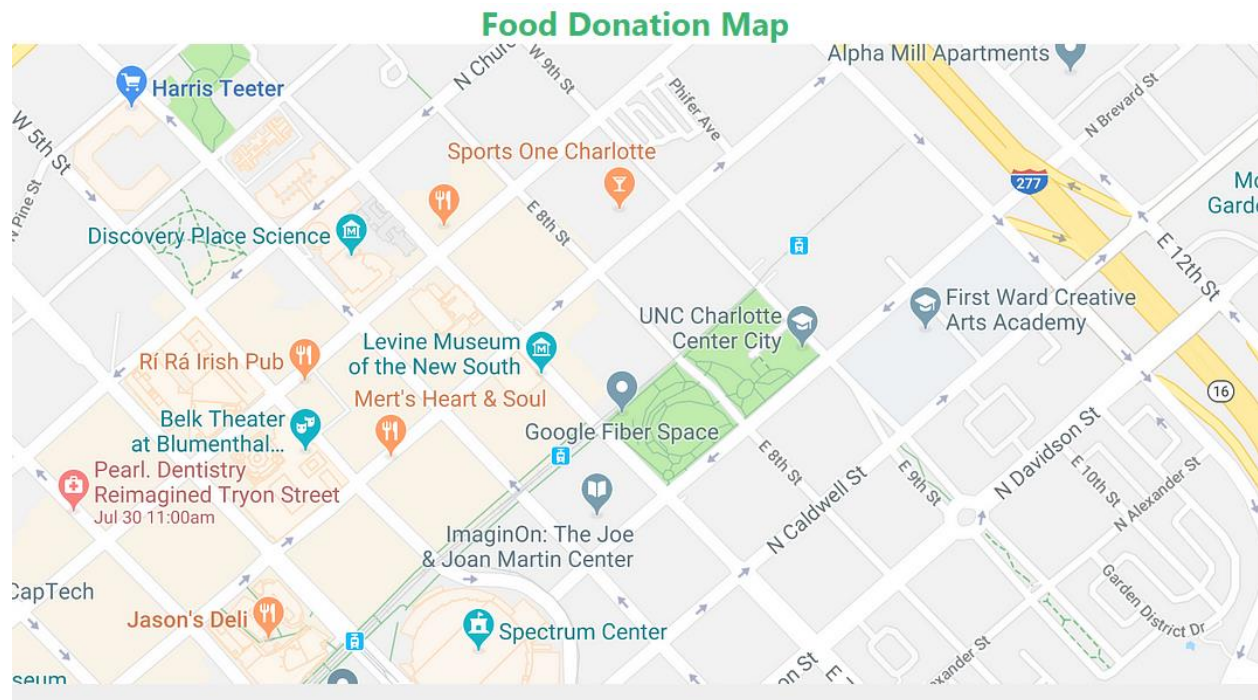 Food Donation Map
Alpha Mill Apartments
N Church
W 9th St
Phifer Ave
N Brevard St
Harris Teeter
W 5th St
Sports One Charlotte
277
N Pine St
E 8th St
Discovery Place Science
E 12th St
UNC Charlotte
Center City
First Ward Creative
Arts Academy
Levine Museum
of the New South
Rí Rá Irish Pub
16
Mert's Heart & Soul
Belk Theater
at Blumenthal...
Google Fiber Space
Pearl. Dentistry
Reimagined Tryon Street
Jul 30 11:00am
E 8th St
E 9th St
N Davidson St
E 10th St
N Alexander St
N Caldwell St
ImaginOn: The Joe
& Joan Martin Center
CapTech
Garden District Dr
Jason's Deli
Spectrum Center